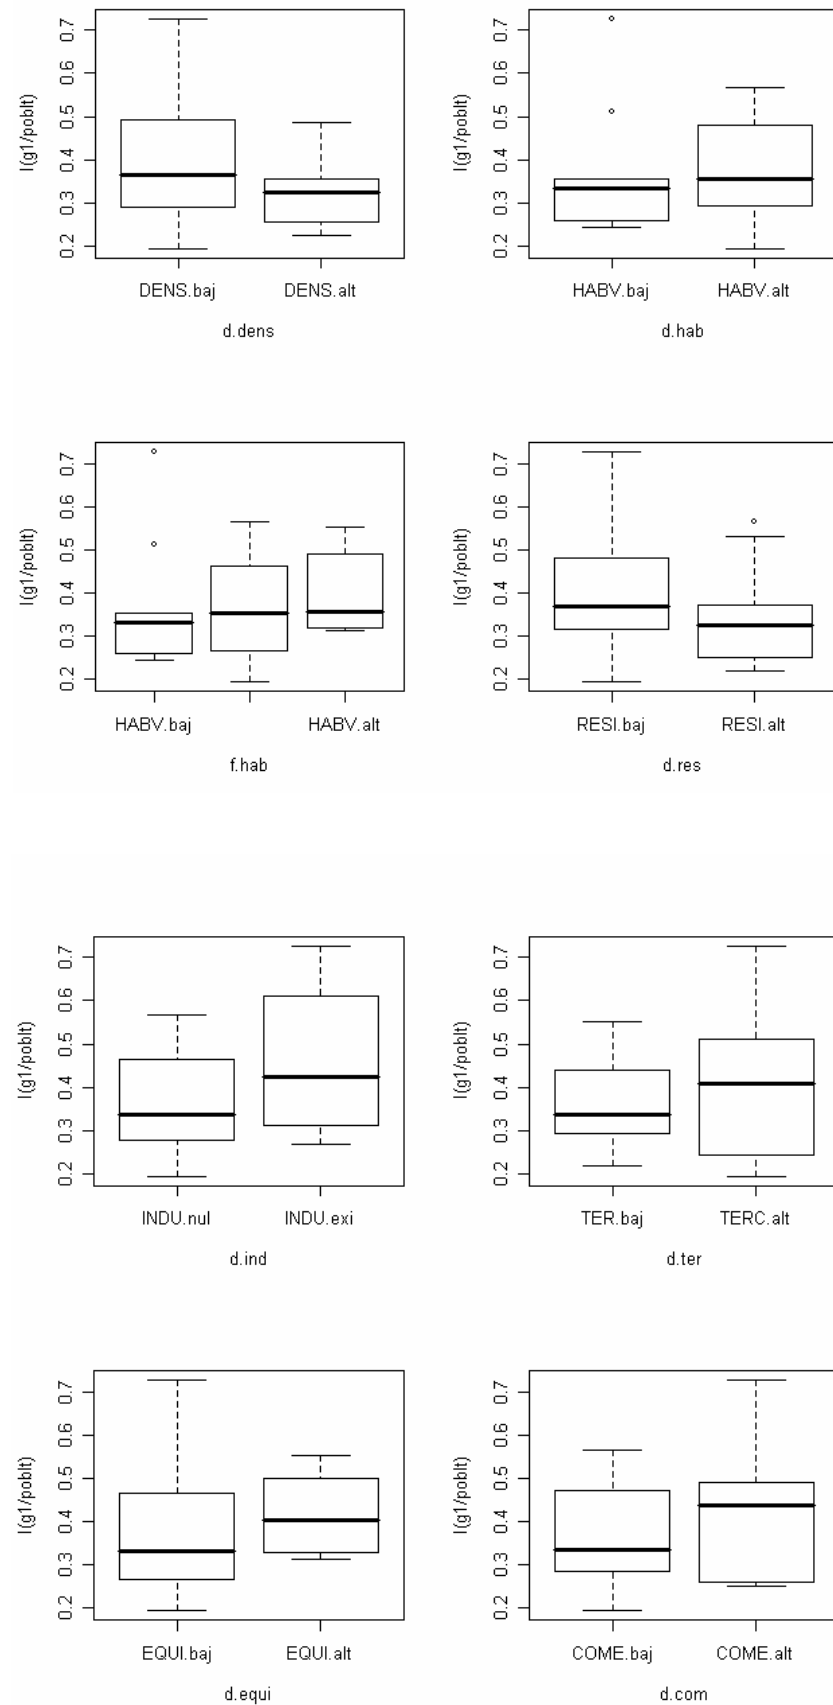 I(g1/poblt)
0.2 0.3 0.4 0.5 0.6 0.7
DENS.baj DENS.alt
d.dens
I(g1/poblt)
0.2 0.3 0.4 0.5 0.6 0.7
HABV.baj HABV.alt
d.hab
I(g1/poblt)
0.2 0.3 0.4 0.5 0.6 0.7
HABV.baj HABV.alt
f.hab
I(g1/poblt)
0.2 0.3 0.4 0.5 0.6 0.7
RESI.baj RESI.alt
d.res
I(g1/poblt)
0.2 0.3 0.4 0.5 0.6 0.7
INDU.nul INDU.exi
d.ind
I(g1/poblt)
0.2 0.3 0.4 0.5 0.6 0.7
TER.baj TERC.alt
d.ter
I(g1/poblt)
0.2 0.3 0.4 0.5 0.6 0.7
EQUI.baj EQUI.alt
d.equi
I(g1/poblt)
0.2 0.3 0.4 0.5 0.6 0.7
COME.baj COME.alt
d.com